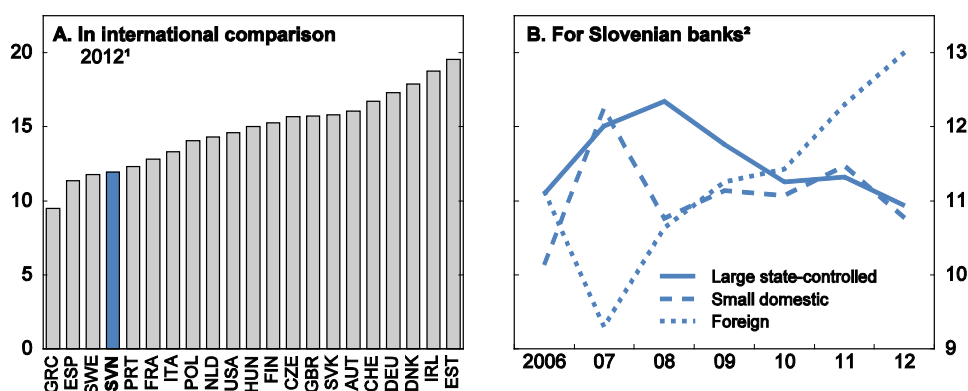 A. In international comparison
2012¹
20
15
10
5
0
GRC
ESP
SWE
SVN
PRT
FRA
ITA
POL
NLD
USA
HUN
FIN
CZE
GBR
SVK
AUT
CHE
DEU
DNK
IRL
EST
B. For Slovenian banks²
13
12
11
10
9
Large state-controlled
Small domestic
Foreign
2006 07 08 09 10 11 12